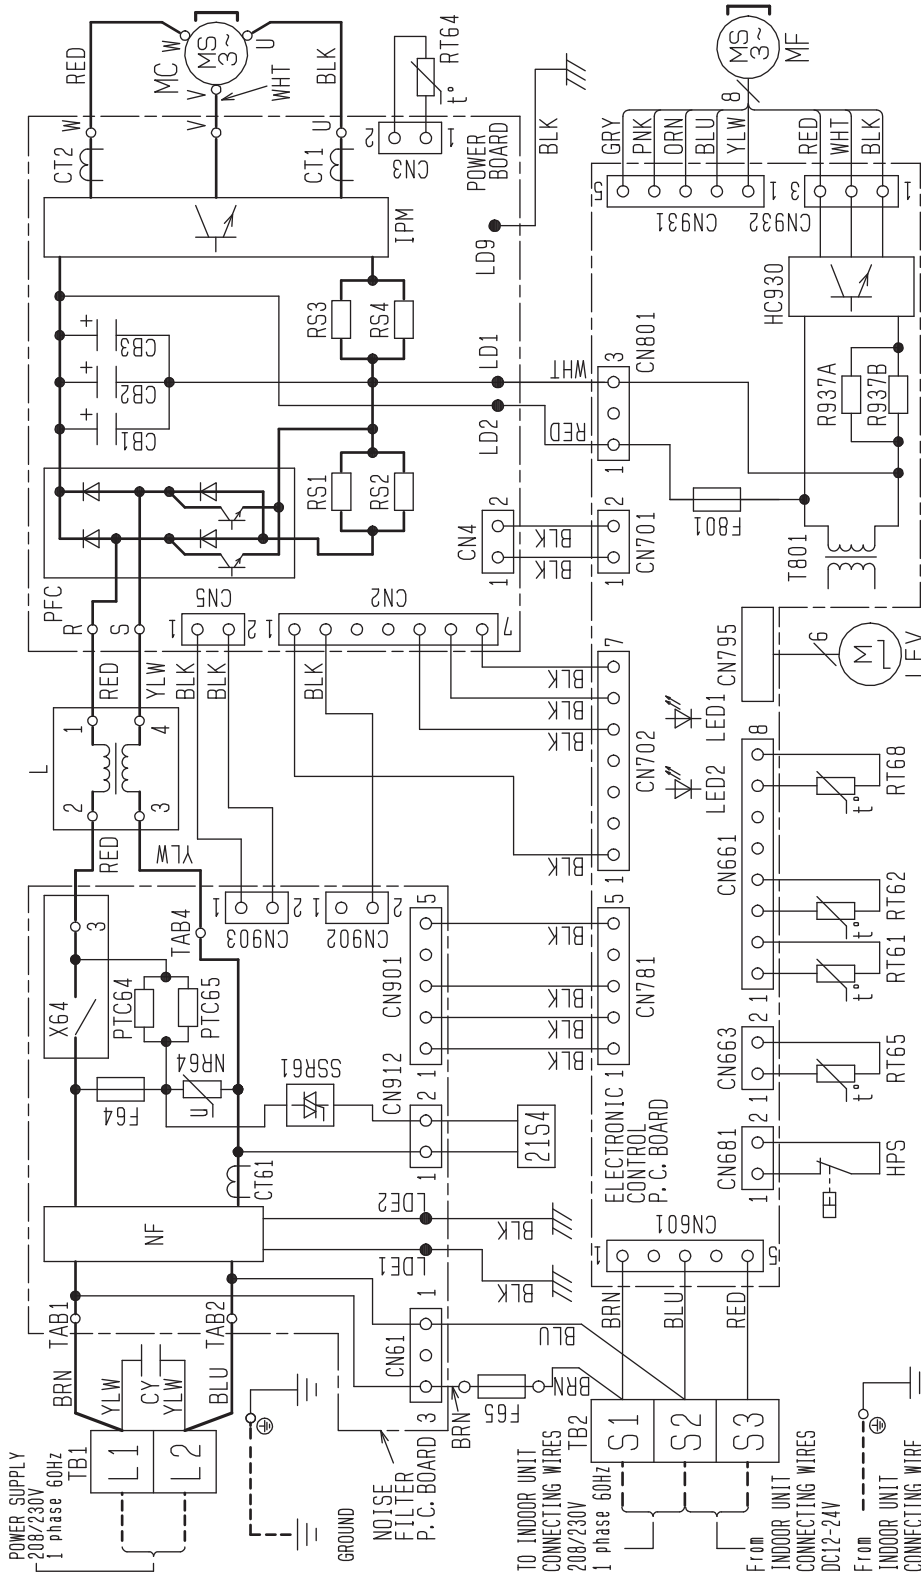 POWER SUPPLY
208/230V
1 phase 60Hz
TB1
L1
L2
BRN
YLW
CY
YLW
BLU
GROUND
TAB1
TAB2
NF
NOISE
FILTER
P.C. BOARD
CT61
F64
NR64
U
X64
3
PTC64
PTC65
SSR61
TAB4
LDE1
LDE2
BLK
BLK
21S4
CN61
3
1
BRN
F65
BRN
BLU
CN912
1
2
CN901
1
5
CN903
1
2
CN902
1
2
RED
YLW
L
2
1
3
4
RED
YLW
BLK
BLK
BLK
R
S
PFC
CN5
1
2
CN2
1
7
CB1
CB2
CB3
+
+
+
RS1
RS2
RS3
RS4
IPM
CN4
1
2
LD2
LD1
LD9
POWER
BOARD
CN3
2
1
RT64
t°
BLK
CT2
CT1
W
V
U
RED
WHT
BLK
MC
W
V
U
MS
3~
TO INDOOR UNIT
CONNECTING WIRES
208/230V
1 phase 60Hz
TB2
S1
S2
S3
From
INDOOR UNIT
CONNECTING WIRES
DC12-24V
From
INDOOR UNIT
CONNECTING WIRE
BRN
BLU
RED
CN601
1
5
ELECTRONIC
CONTROL
P.C. BOARD
CN781
1
5
BLK
BLK
BLK
BLK
CN702
1
7
BLK
BLK
BLK
BLK
CN701
1
2
BLK
BLK
CN801
1
3
RED
WHT
LED2
LED1
CN681
1
2
HPS
CN663
1
2
RT65
t°
CN661
1
8
RT61
t°
RT62
t°
RT68
t°
CN795
6
M
LEV
T801
F801
R937A
R937B
HC930
CN931
5
1
CN932
3
1
GRY
PNK
ORN
BLU
YLW
RED
WHT
BLK
8
MS
3~
MF